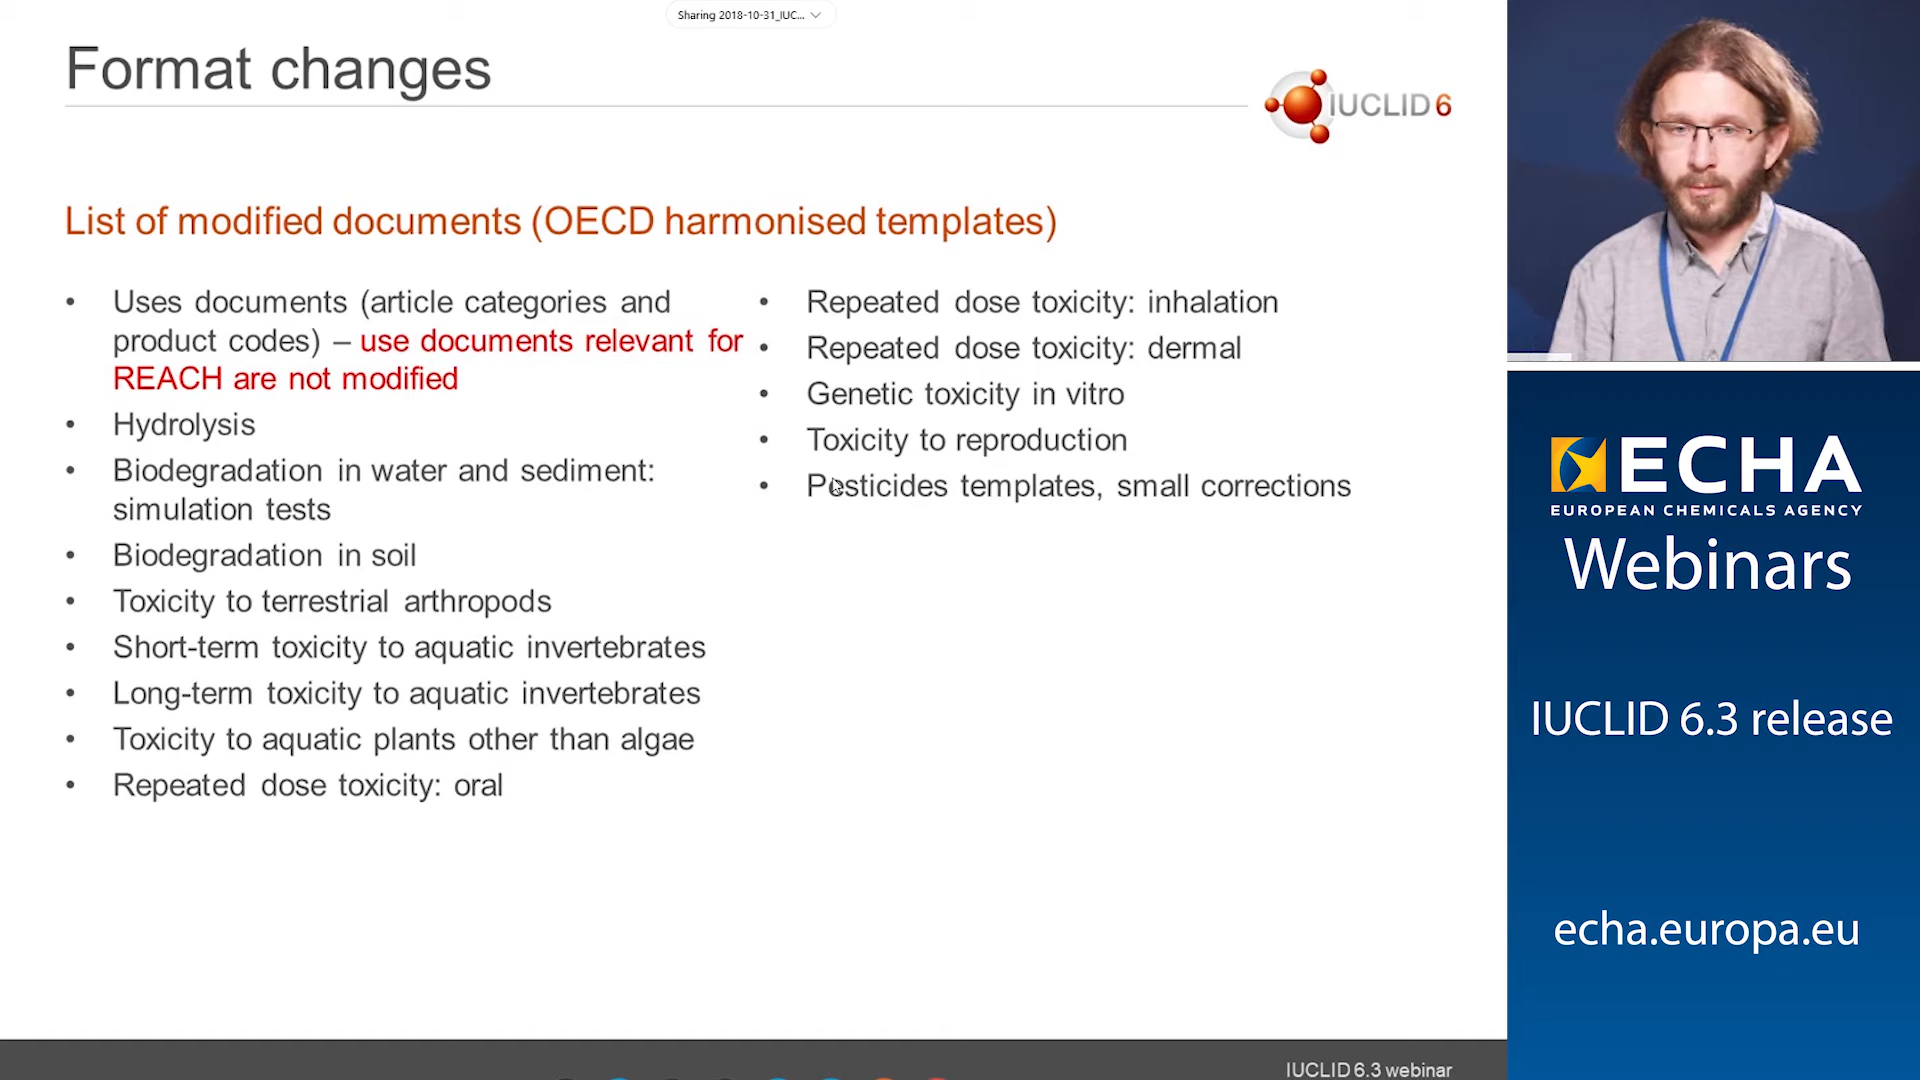 Sharing 2018-10-31_IUC...
Format changes
IUCLID 6
List of modified documents (OECD harmonised templates)
• Uses documents (article categories and
product codes) – use documents relevant for
REACH are not modified
• Hydrolysis
• Biodegradation in water and sediment:
simulation tests
• Biodegradation in soil
• Toxicity to terrestrial arthropods
• Short-term toxicity to aquatic invertebrates
• Long-term toxicity to aquatic invertebrates
• Toxicity to aquatic plants other than algae
• Repeated dose toxicity: oral
• Repeated dose toxicity: inhalation
• Repeated dose toxicity: dermal
• Genetic toxicity in vitro
• Toxicity to reproduction
• Pesticides templates, small corrections
IUCLID 6.3 webinar
ECHA
EUROPEAN CHEMICALS AGENCY
Webinars
IUCLID 6.3 release
echa.europa.eu